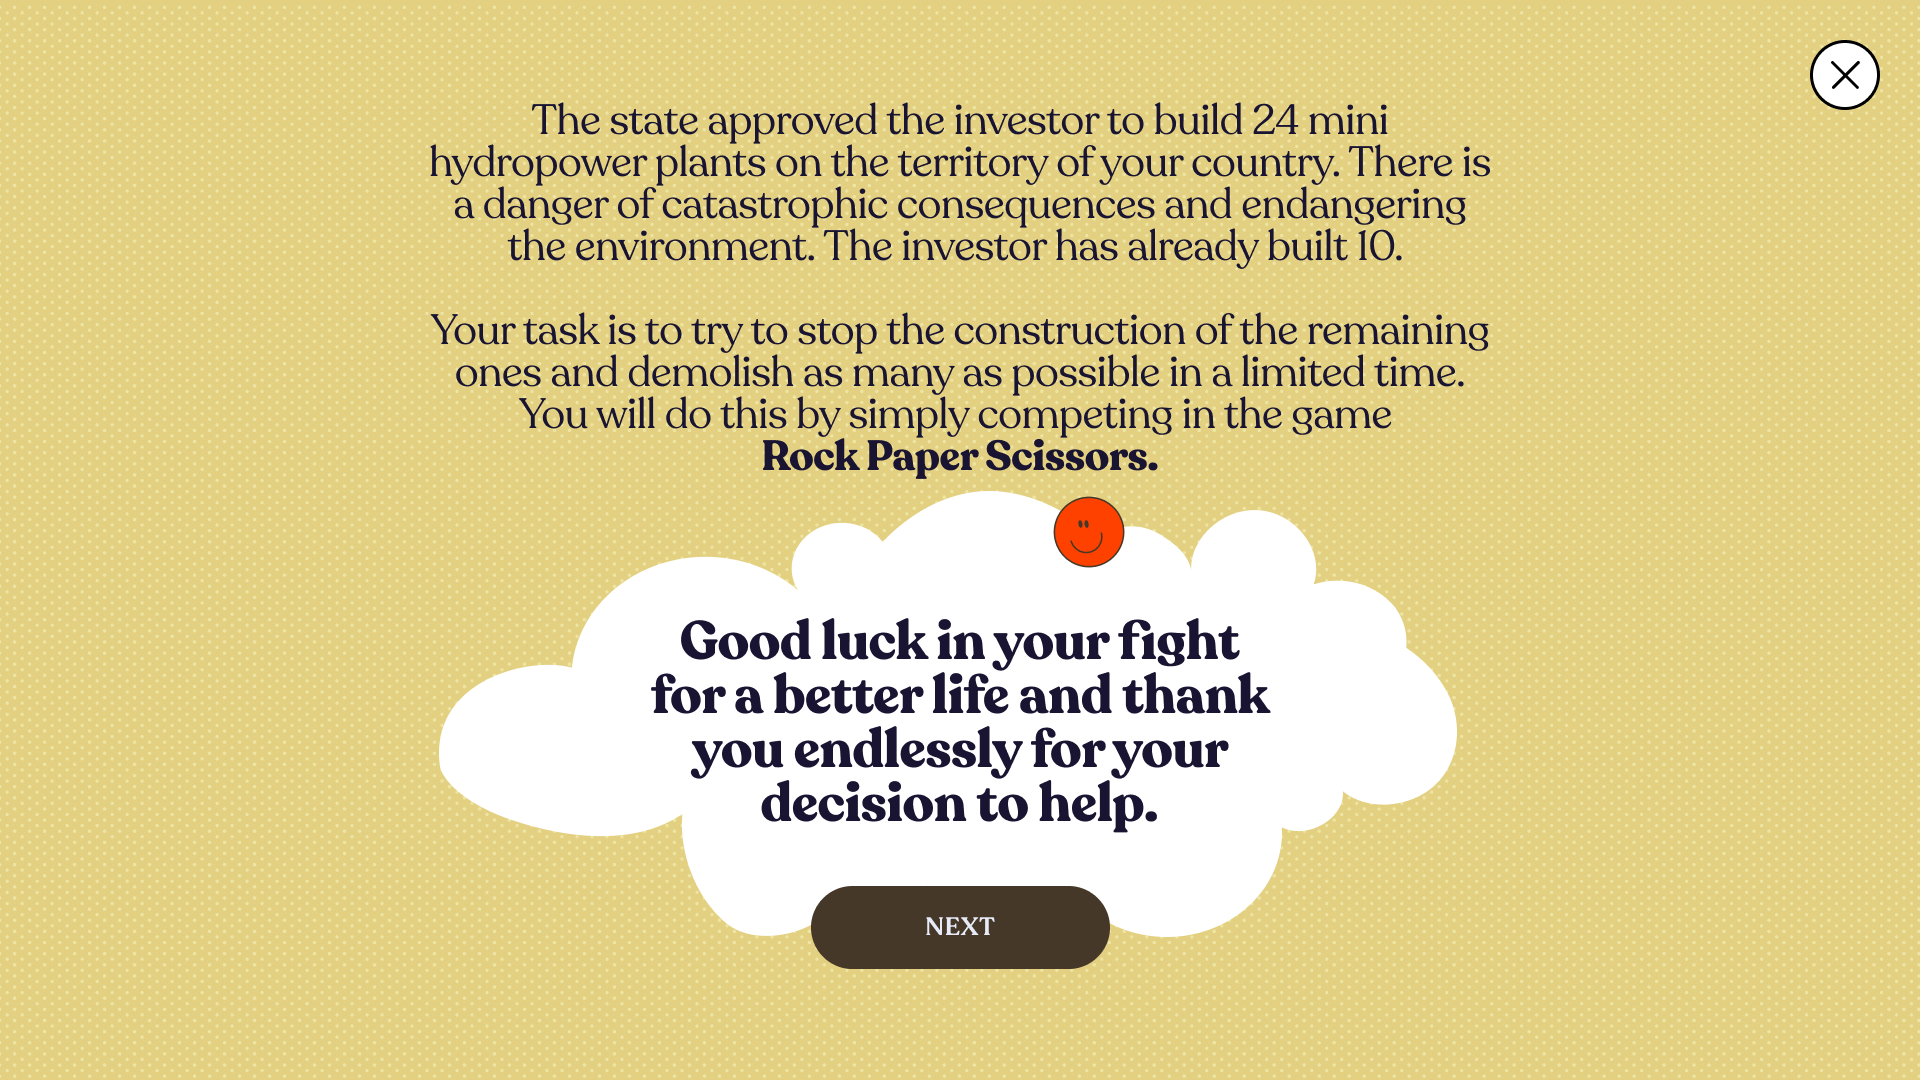 The state approved the investor to build 24 mini
hydropower plants on the territory of your country. There is
a danger of catastrophic consequences and endangering
the environment. The investor has already built 10.
Your task is to try to stop the construction of the remaining
ones and demolish as many as possible in a limited time.
You will do this by simply competing in the game
Rock Paper Scissors.
Good luck in your fight
for a better life and thank
you endlessly for your
decision to help.
NEXT